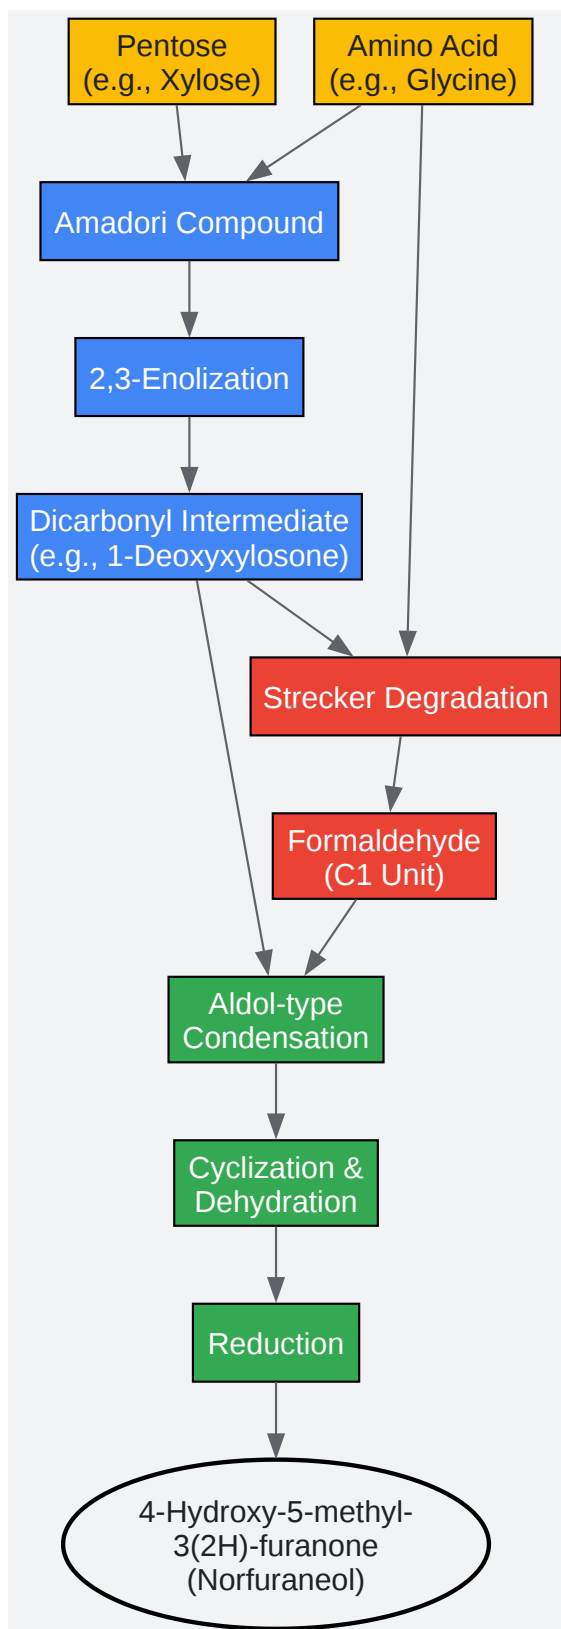 Pentose
(e.g., Xylose)
Amino Acid
(e.g., Glycine)
Amadori Compound
2,3-Enolization
Dicarbonyl Intermediate
(e.g., 1-Deoxyxylosone)
Strecker Degradation
Formaldehyde
(C1 Unit)
Aldol-type
Condensation
Cyclization &
Dehydration
Reduction
4-Hydroxy-5-methyl-
3(2H)-furanone
(Norfuraneol)